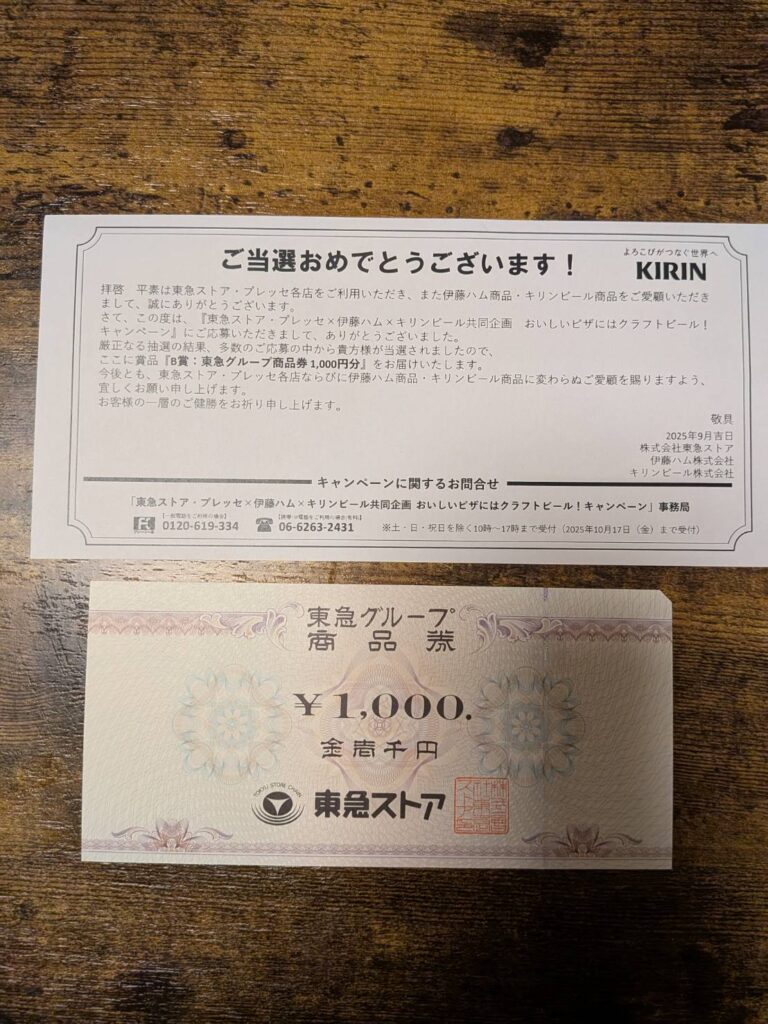 ご当選おめでとうございます！
よろこびがつなぐ世界へ
KIRIN
拝啓　平素は東急ストア・プレッセ各店をご利用いただき、また伊藤ハム商品・キリンビール商品をご愛顧いただき
まして、誠にありがとうございます。
さて、この度は、『東急ストア・プレッセ×伊藤ハム×キリンビール共同企画　おいしいピザにはクラフトビール！
キャンペーン』にご応募いただきまして、ありがとうございました。
厳正なる抽選の結果、多数のご応募の中から貴方様が当選されましたので、
ここに賞品『B賞：東急グループ商品券 1,000円分』をお届けいたします。
今後とも、東急ストア・プレッセ各店ならびに伊藤ハム商品・キリンビール商品に変わらぬご愛顧を賜りますよう、
宜しくお願い申し上げます。
お客様の一層のご健勝をお祈り申し上げます。
敬具
2025年9月吉日
株式会社東急ストア
伊藤ハム株式会社
キリンビール株式会社
キャンペーンに関するお問合せ
「東急ストア・プレッセ×伊藤ハム×キリンビール共同企画 おいしいピザにはクラフトビール！キャンペーン」事務局
0120-619-334
06-6263-2431
※土・日・祝日を除く10時～17時まで受付（2025年10月17日（金）まで受付）
東急グループ
商品券
￥1,000.
金壱千円
TOKYU STORE CHAIN
東急ストア